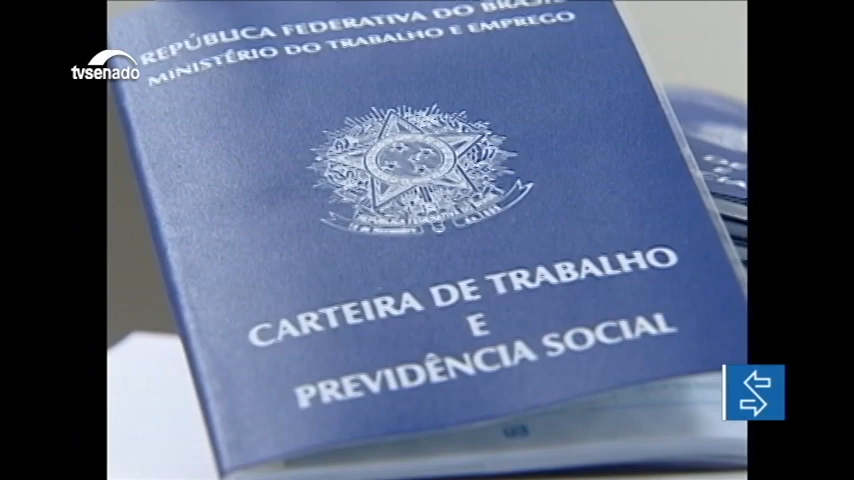 REPÚBLICA FEDERATIVA DO BRASIL
MINISTÉRIO DO TRABALHO E EMPREGO
tvsenado
CARTEIRA DE TRABALHO
E
PREVIDÊNCIA SOCIAL